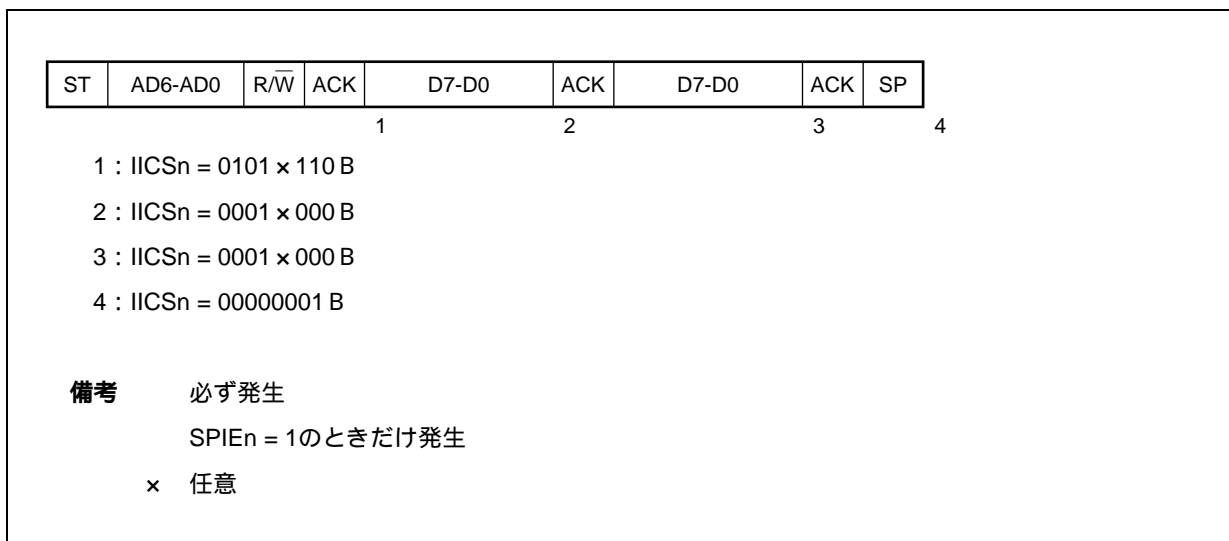 ST AD6-AD0 R/W̅ ACK D7-D0 ACK D7-D0 ACK SP
1 2 3 4
1：IICSn = 0101×110 B
2：IICSn = 0001×000 B
3：IICSn = 0001×000 B
4：IICSn = 00000001 B
備考 必ず発生
SPIEn = 1のときだけ発生
× 任意